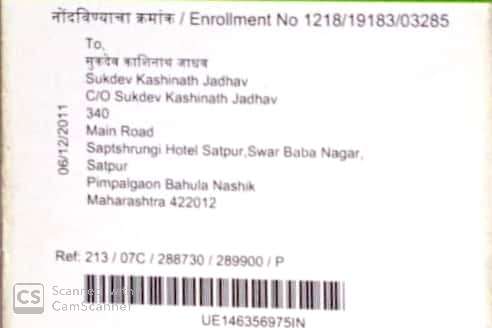 नोंदविण्याचा क्रमांक / Enrollment No 1218/19183/03285
To,
सुकदेव काशिनाथ जाधव
Sukdev Kashinath Jadhav
C/O Sukdev Kashinath Jadhav
340
Main Road
Saptshrungi Hotel Satpur,Swar Baba Nagar,
Satpur
Pimpalgaon Bahula Nashik
Maharashtra 422012
06/12/2011
Ref: 213 / 07C / 288730 / 289900 / P
UE146356975IN
CS Scanned with
CamScanner